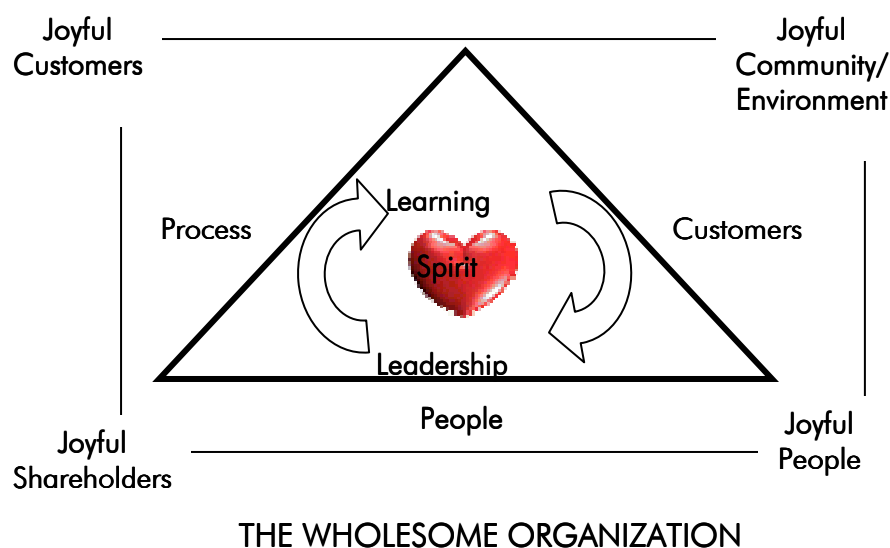 Joyful
Customers
Joyful
Community/
Environment
Learning
Process
Customers
Spirit
Leadership
People
Joyful
Shareholders
Joyful
People
THE WHOLESOME ORGANIZATION